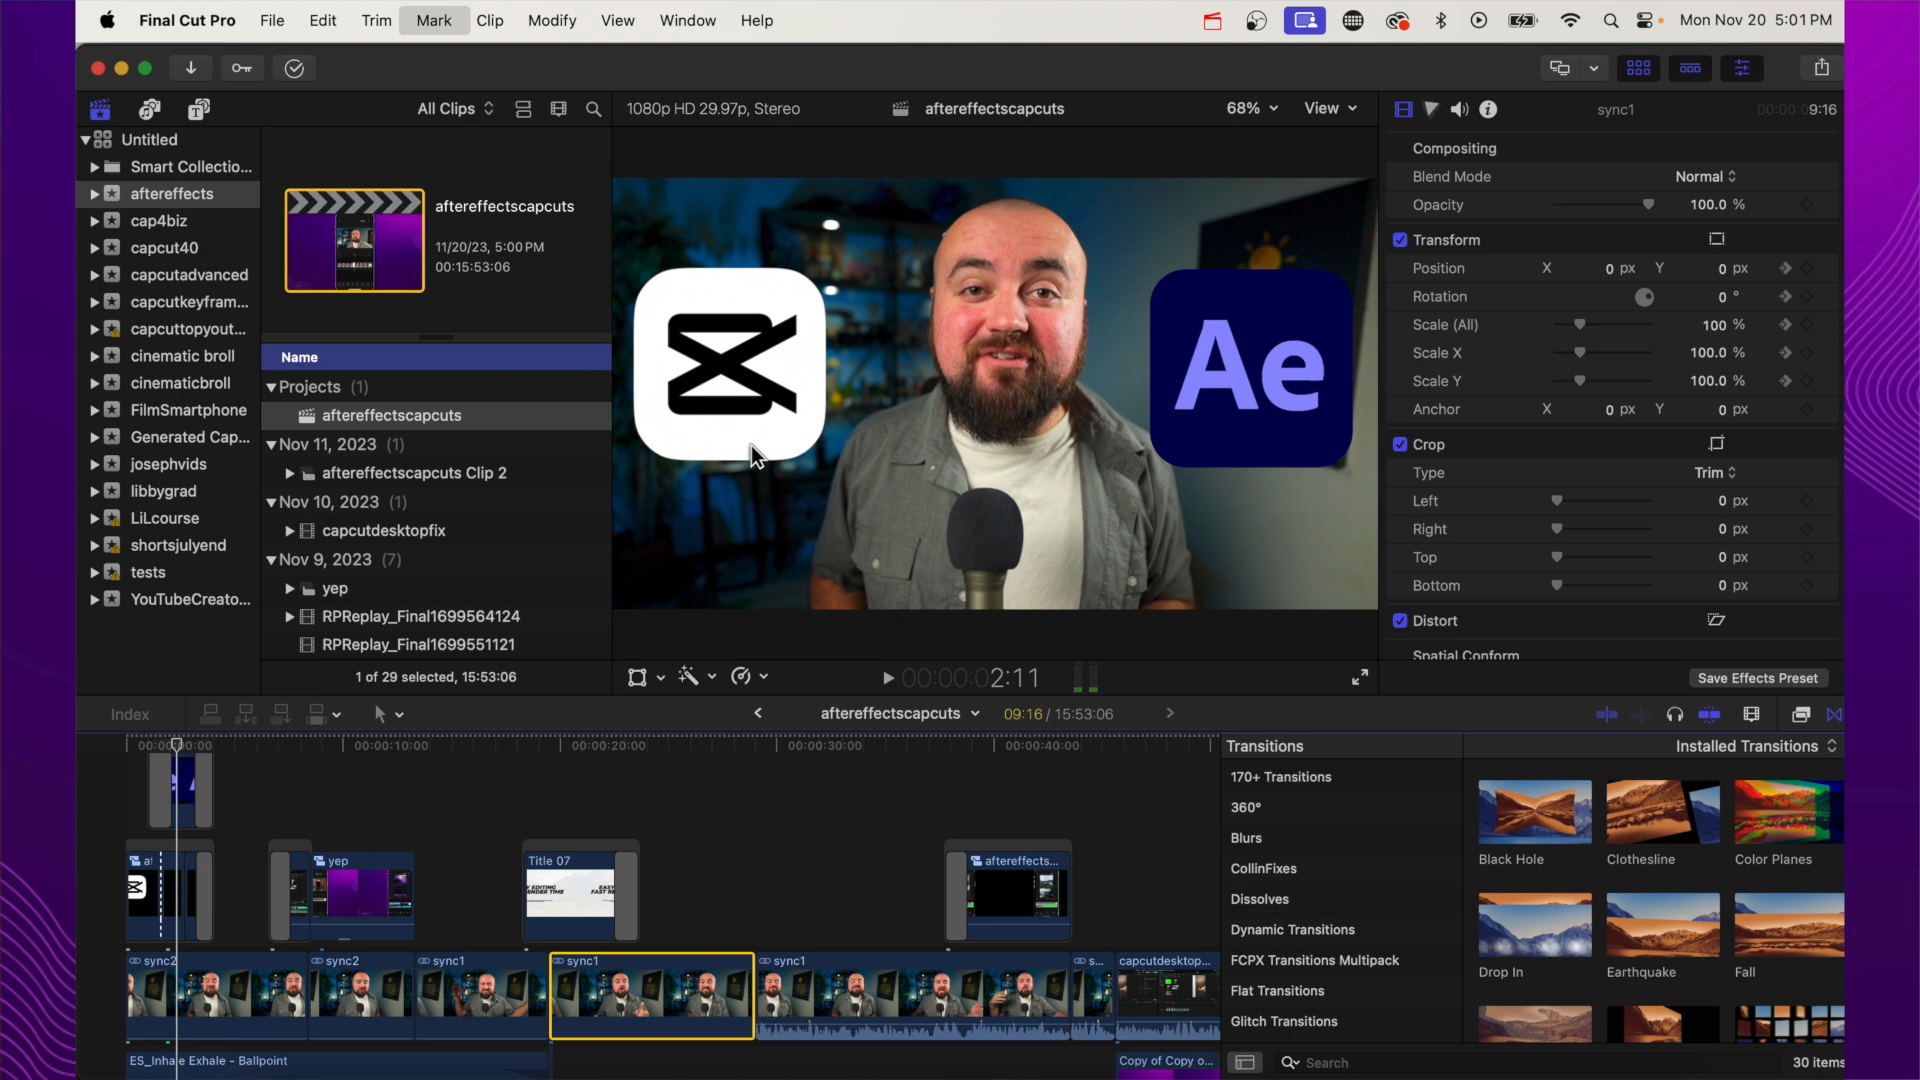 Final Cut Pro File Edit Trim Mark Clip Modify View Window Help Mon Nov 20 5:01 PM
All Clips
1080p HD 29.97p, Stereo aftereffectscapcuts 68% View
sync1 00:00:09:16
Untitled
Smart Collectio...
aftereffects
cap4biz
capcut40
capcutadvanced
capcutkeyfram...
capcuttopyout...
cinematic broll
cinematicbroll
FilmSmartphone
Generated Cap...
josephvids
libbygrad
LiLcourse
shortsjulyend
tests
YouTubeCreato...
aftereffectscapcuts
11/20/23, 5:00 PM
00:15:53:06
Name
Projects (1)
aftereffectscapcuts
Nov 11, 2023 (1)
aftereffectscapcuts Clip 2
Nov 10, 2023 (1)
capcutdesktopfix
Nov 9, 2023 (7)
yep
RPReplay_Final1699564124
RPReplay_Final1699551121
1 of 29 selected, 15:53:06
Ae
00:00:02:11
Compositing
Blend Mode Normal
Opacity 100.0 %
Transform
Position X 0 px Y 0 px
Rotation 0 °
Scale (All) 100 %
Scale X 100.0 %
Scale Y 100.0 %
Anchor X 0 px Y 0 px
Crop
Type Trim
Left 0 px
Right 0 px
Top 0 px
Bottom 0 px
Distort
Spatial Conform
Save Effects Preset
Index
aftereffectscapcuts 09:16 / 15:53:06
00:00:00:00 00:00:10:00 00:00:20:00 00:00:30:00 00:00:40:00
yep
Title 07
EASY
FAST RE
aftereffects...
sync2 sync2 sync1 sync1 sync1 s... capcutdesktop...
ES_Inhale Exhale - Ballpoint
Copy of Copy o...
Transitions
170+ Transitions
360°
Blurs
CollinFixes
Dissolves
Dynamic Transitions
FCPX Transitions Multipack
Flat Transitions
Glitch Transitions
Installed Transitions
Black Hole Clothesline Color Planes
Drop In Earthquake Fall
Search
30 items